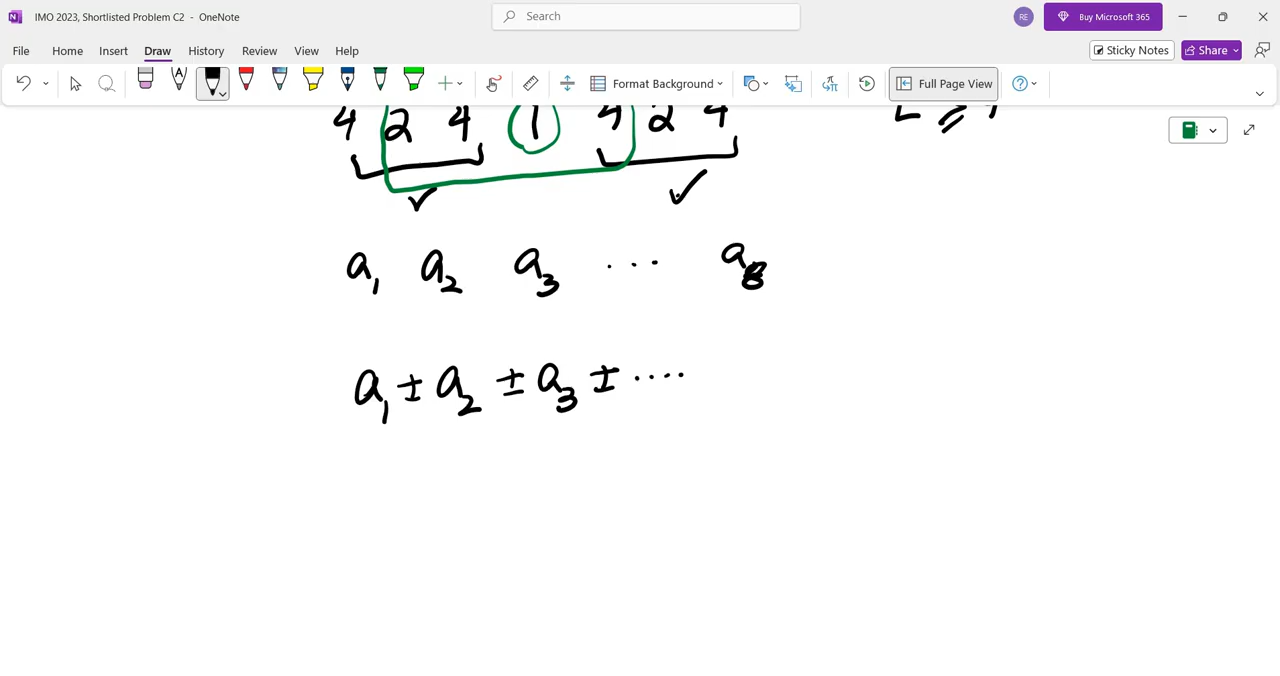 IMO 2023, Shortlisted Problem C2 - OneNote
Search
RE
Buy Microsoft 365
File Home Insert Draw History Review View Help
Sticky Notes
Share
Format Background
Full Page View
4 2 4 1 4 2 4
a₁ a₂ a₃ ... a₈
a₁ ± a₂ ± a₃ ± ....